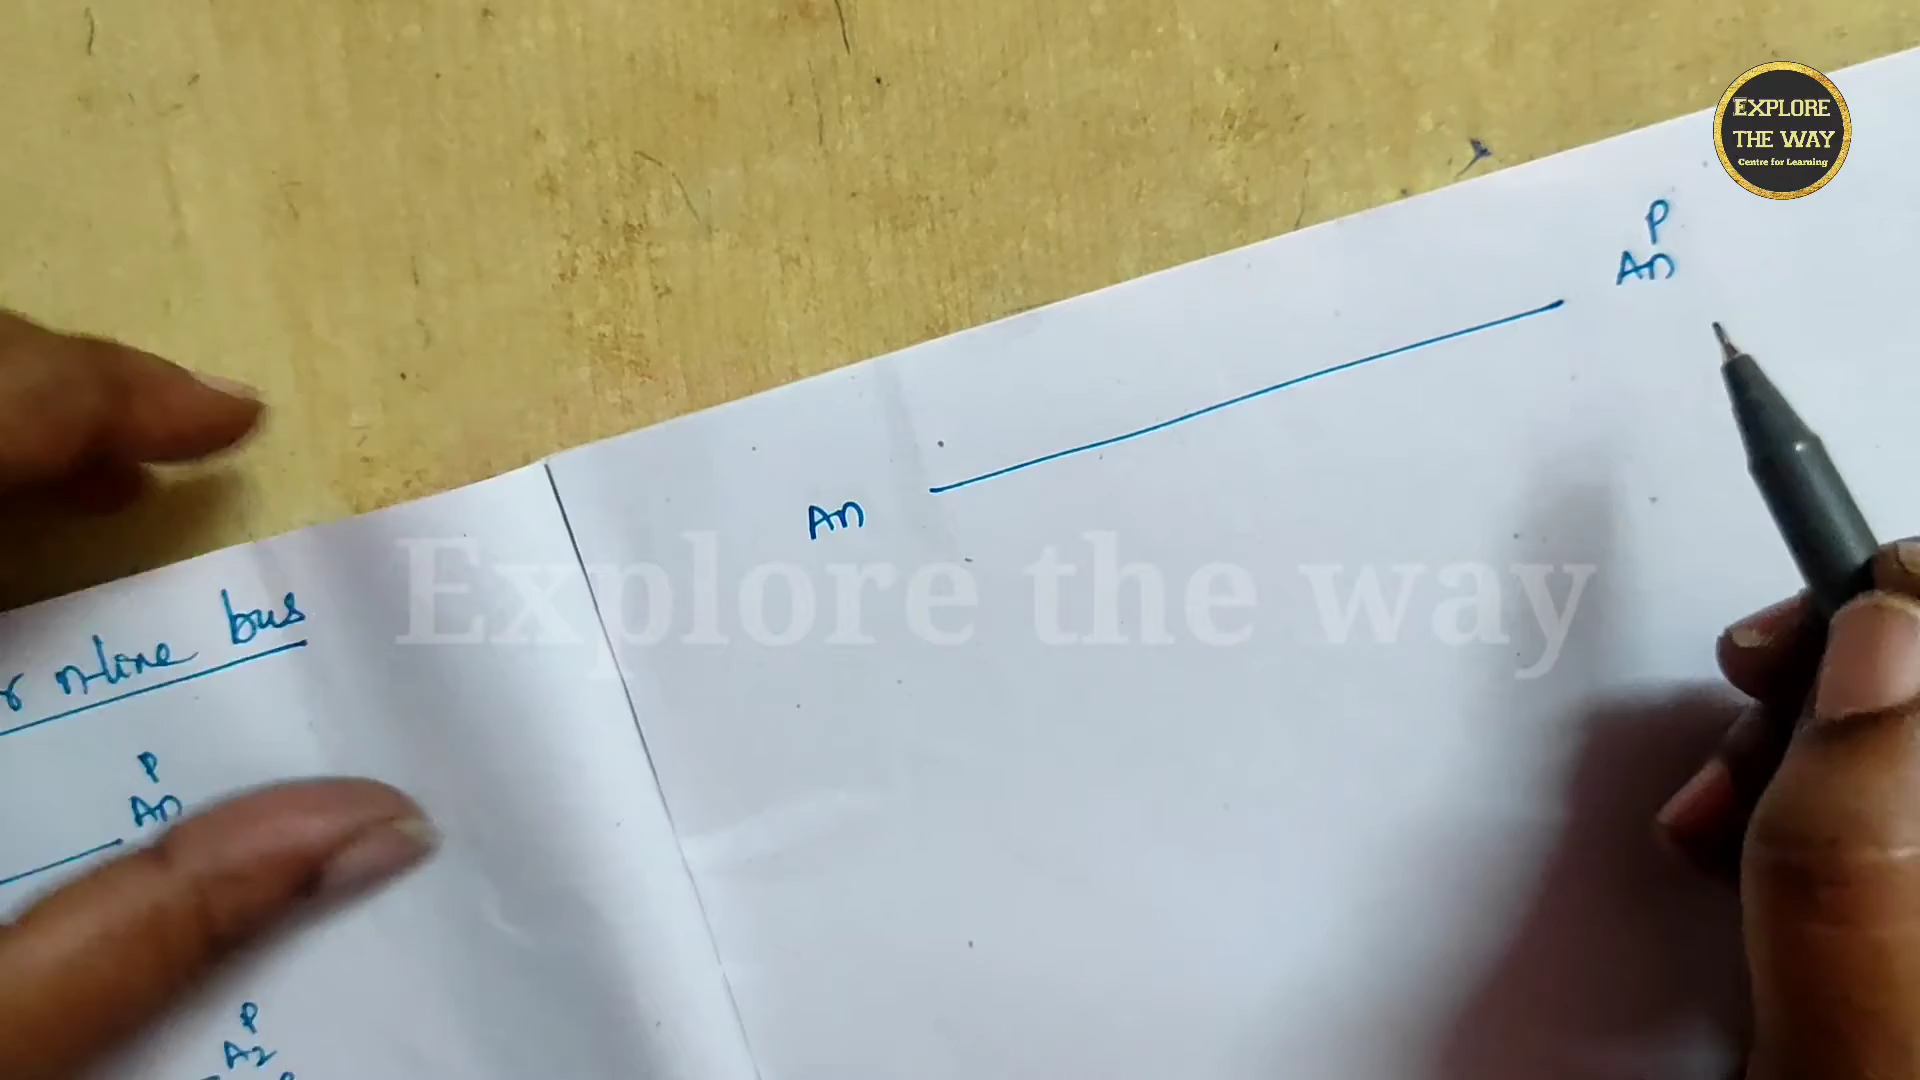 EXPLORE
THE WAY
Centre for Learning
P
An
An
Explore the way
n-line bus
P
An
P
A2